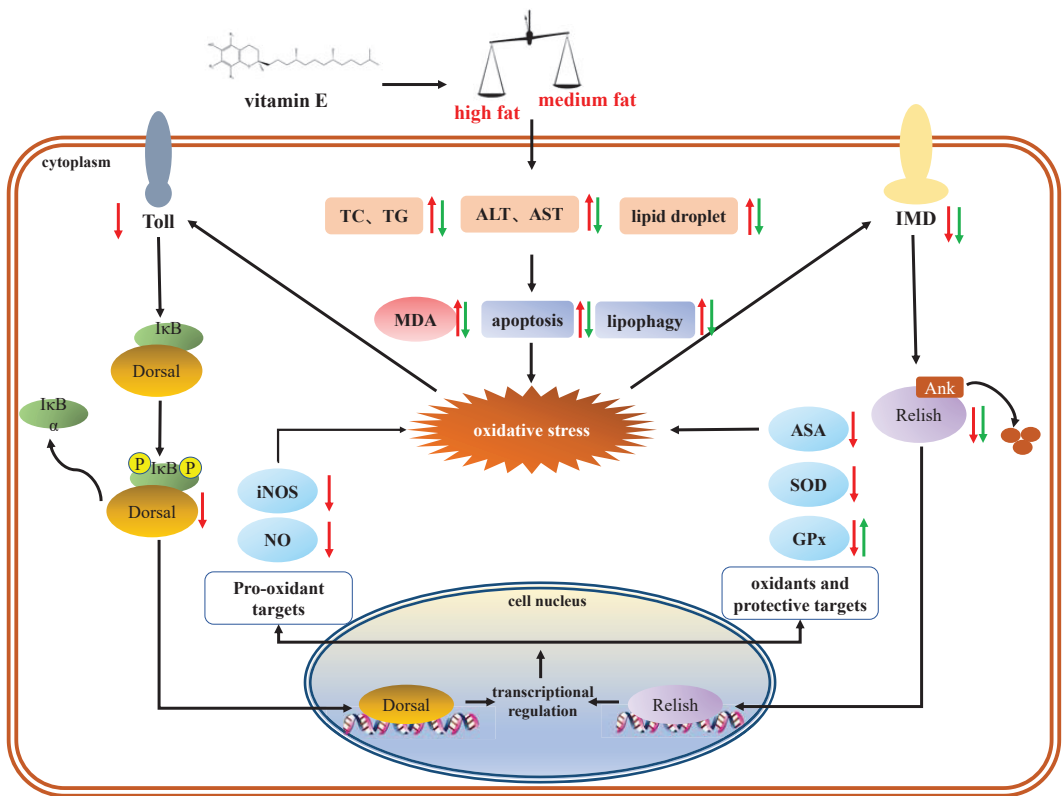 vitamin E
high fat
medium fat
cytoplasm
Toll
IMD
TC、TG
ALT、AST
lipid droplet
MDA
apoptosis
lipophagy
IκB
Dorsal
Ank
Relish
IκB
α
oxidative stress
ASA
P
IκB
P
Dorsal
iNOS
SOD
NO
GPx
Pro-oxidant
targets
oxidants and
protective targets
cell nucleus
Dorsal
transcriptional
regulation
Relish